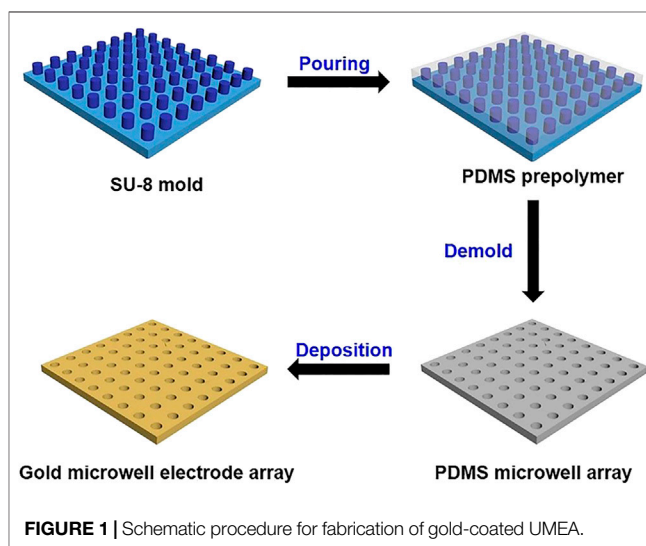 Pouring
SU-8 mold
PDMS prepolymer
Demold
Deposition
Gold microwell electrode array
PDMS microwell array
FIGURE 1 | Schematic procedure for fabrication of gold-coated UMEA.